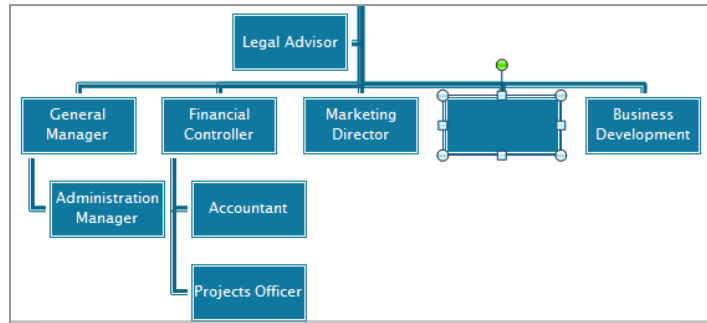 Legal Advisor
General
Manager
Financial
Controller
Marketing
Director
Business
Development
Administration
Manager
Accountant
Projects Officer